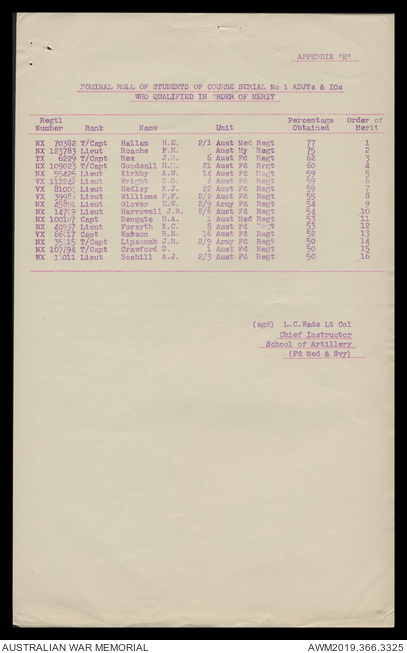 APPENDIX "B"
NOMINAL ROLL OF STUDENTS OF COURSE SERIAL No 1 ADJTs & IOs
WHO QUALIFIED IN ORDER OF MERIT
Regtl Number Rank Name Unit Percentage Obtained Order of Merit
NX 70382 T/Capt Hallam H.E. 2/1 Aust Med Regt 77 1
NX 123783 Lieut Roache P.N. Aust Hy Regt 75 2
TX 6229 T/Capt Rex J.R. 6 Aust Fd Regt 62 3
NX 109023 T/Capt Goodsall 21 Aust Fd Regt 60 4
NX 55425 Lieut Kirkby A.W. 14 Aust Fd Regt 59 5
VX Lieut Wright D.G. Aust Fd Regt 59 6
VX Lieut Hedley K.J. 22 Aust Fd Regt 59 7
VX Lieut Williams F.F. 2/2 Aust Fd Regt 55 8
NX Lieut Glover E.W. 2/9 Army Fd Regt 54 9
NX Lieut Harrowell J.R. 2/6 Aust Fd Regt 54 10
NX Capt Dengate H.A. 1 Aust Med Regt 53 11
NX 40937 Lieut Forsyth K.C. 8 Aust Fd Regt 53 12
VX Capt Watson R.N. 16 Aust Fd Regt 52 13
NX T/Capt Lipscomb J.R. 2/9 Army Fd Regt 50 14
NX 107794 T/Capt Crawford D. 1 Aust Fd Regt 50 15
WX Lieut A.J. 2/3 Aust Fd Regt 50 16
(sgd) L.C.Wade Lt Col
Chief Instructor
School of Artillery
(Fd Med & Svy)
AUSTRALIAN WAR MEMORIAL AWM2019.366.3325